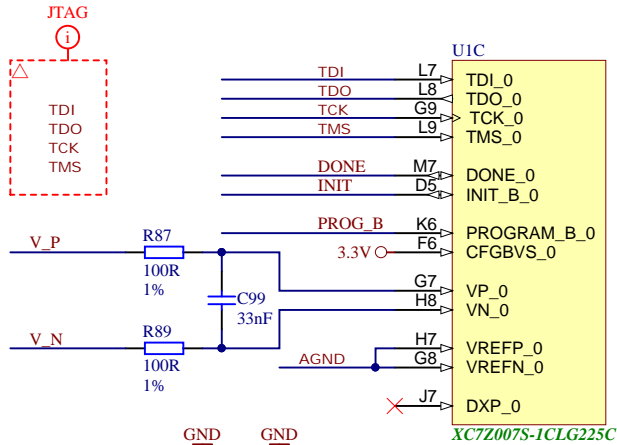 JTAG
i
TDI
TDO
TCK
TMS
U1C
TDI L7 TDI_0
TDO L8 TDO_0
TCK G9 TCK_0
TMS L9 TMS_0
DONE M7 DONE_0
INIT D5 INIT_B_0
PROG_B K6 PROGRAM_B_0
3.3V F6 CFGBVS_0
V_P R87 100R 1%
G7 VP_0
C99 33nF
H8 VN_0
V_N R89 100R 1%
H7 VREFP_0
AGND G8 VREFN_0
J7 DXP_0
GND GND
XC7Z007S-1CLG225C